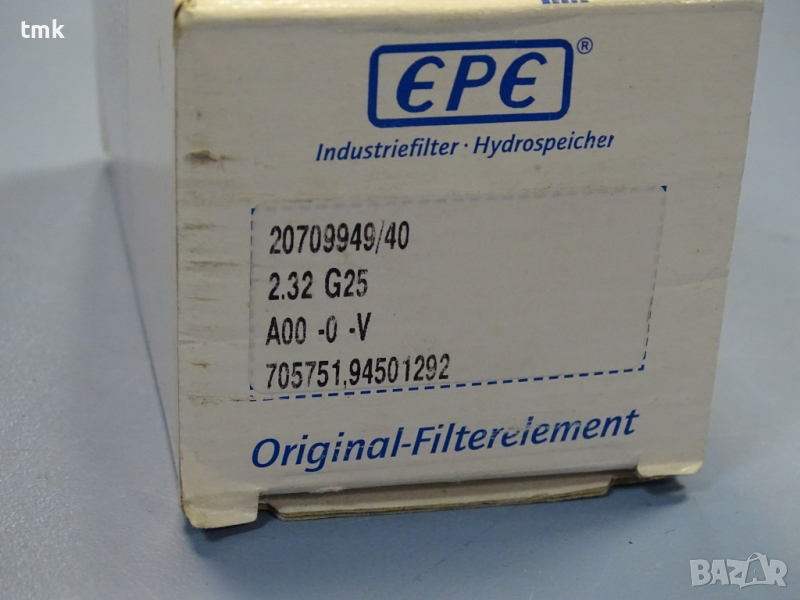 tmk
EPE®
Industriefilter · Hydrospeicher
20709949/40
2.32 G25
A00 -0 -V
705751,94501292
Original-Filterelement
BAZAR